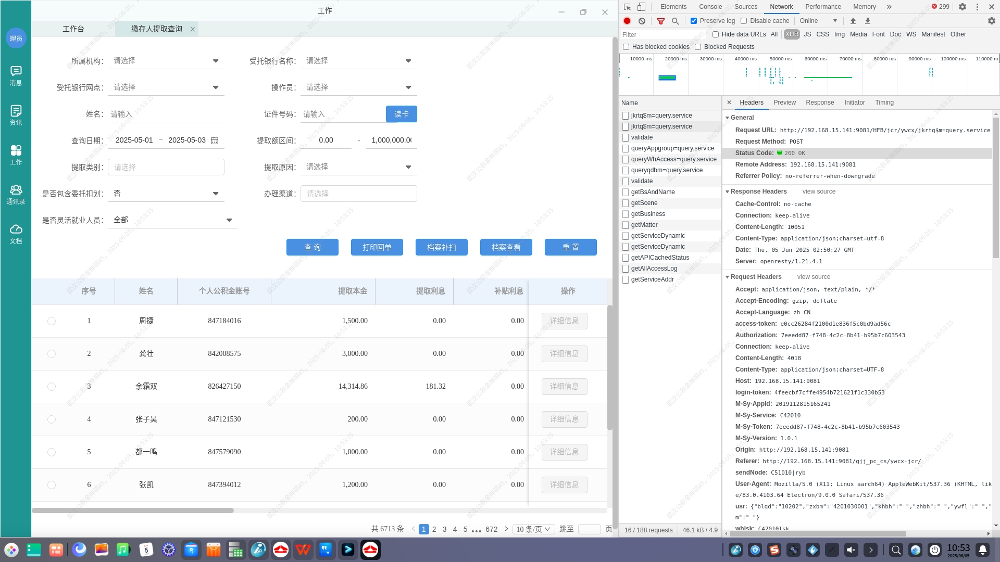 工作
工作台
缴存人提取查询
理员
消息
资讯
工作
通讯录
文档
所属机构：
请选择
受托银行名称：
请选择
受托银行网点：
请选择
操作员：
请选择
姓名：
请输入
证件号码：
请输入
读卡
查询日期：
2025-05-01 ~ 2025-05-03
提取额区间：
0.00 - 1,000,000.00
提取类别：
请选择
提取原因：
请选择
是否包含委托扣划：
否
办理渠道：
请选择
是否灵活就业人员：
全部
查 询
打印回单
档案补扫
档案查看
重 置
序号 姓名 个人公积金账号 提取本金 提取利息 补贴利息 操作
1 周捷 847184016 1,500.00 0.00 0.00 详细信息
2 龚壮 842008575 3,000.00 0.00 0.00 详细信息
3 余霜双 826427150 14,314.86 181.32 0.00 详细信息
4 张子昊 847121530 200.00 0.00 0.00 详细信息
5 都一鸣 847579090 1,000.00 0.00 0.00 详细信息
6 张凯 847394012 1,200.00 0.00 0.00 详细信息
共 6713 条 1 2 3 4 5 ••• 672 10 条/页 跳至 页
Elements Console Sources Network Performance Memory » 299
Preserve log Disable cache Online
Filter Hide data URLs All XHR JS CSS Img Media Font Doc WS Manifest Other
Has blocked cookies Blocked Requests
10000 ms 20000 ms 30000 ms 40000 ms 50000 ms 60000 ms 70000 ms 80000 ms 90000 ms 100000 ms 110000 m
Name
jkrtq$m=query.service
jkrtq$m=query.service
validate
queryAppgroup=query.service
queryWhAccess=query.service
queryqdbm=query.service
validate
getBsAndName
getScene
getBusiness
getMatter
getServiceDynamic
getServiceDynamic
getAPICachedStatus
getAllAccessLog
getServiceAddr
16 / 188 requests 46.1 kB / 4.9
Headers Preview Response Initiator Timing
General
Request URL: http://192.168.15.141:9081/HFB/jcr/ywcx/jkrtq$m=query.service
Request Method: POST
Status Code: 200 OK
Remote Address: 192.168.15.141:9081
Referrer Policy: no-referrer-when-downgrade
Response Headers view source
Cache-Control: no-cache
Connection: keep-alive
Content-Length: 10051
Content-Type: application/json;charset=utf-8
Date: Thu, 05 Jun 2025 02:50:27 GMT
Server: openresty/1.21.4.1
Request Headers view source
Accept: application/json, text/plain, */*
Accept-Encoding: gzip, deflate
Accept-Language: zh-CN
access-token: e0cc26284f2100d1e836f5c0bd9ad56c
Authorization: 7eeedd87-f748-4c2c-8b41-b95b7c603543
Connection: keep-alive
Content-Length: 4018
Content-Type: application/json;charset=UTF-8
Host: 192.168.15.141:9081
login-token: 4feecbf7cffe4954b721621f1c330b53
M-Sy-AppId: 2019112815165241
M-Sy-Service: C42010
M-Sy-Token: 7eeedd87-f748-4c2c-8b41-b95b7c603543
M-Sy-Version: 1.0.1
Origin: http://192.168.15.141:9081
Referer: http://192.168.15.141:9081/gjj_pc_cs/ywcx-jcr/
sendNode: C51010|ryb
User-Agent: Mozilla/5.0 (X11; Linux aarch64) AppleWebKit/537.36 (KHTML, lik
e/83.0.4103.64 Electron/9.0.0 Safari/537.36
usr: {"blqd":"10202","zxbm":"4201030001","khbh":" ","zhbh":" ","ywfl":" ","
m":" "}
whlsk: C42010lsk
5
10:53
2025/06/05